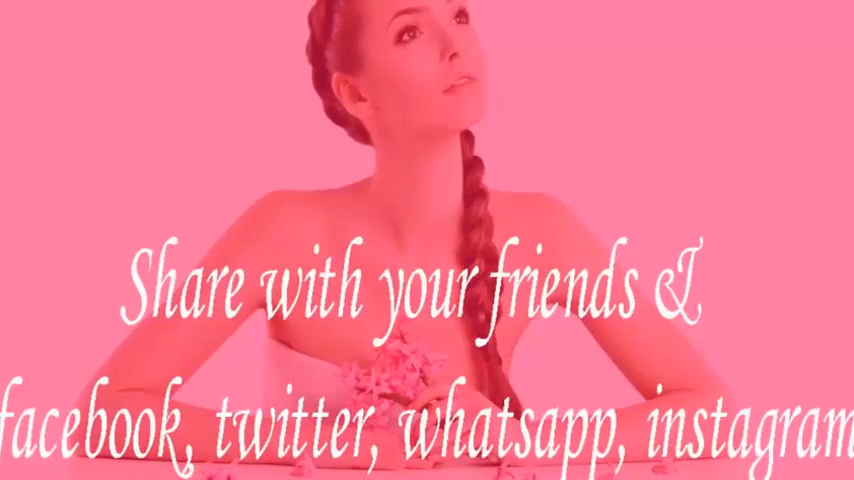 Share with your friends &
facebook, twitter, whatsapp, instagram